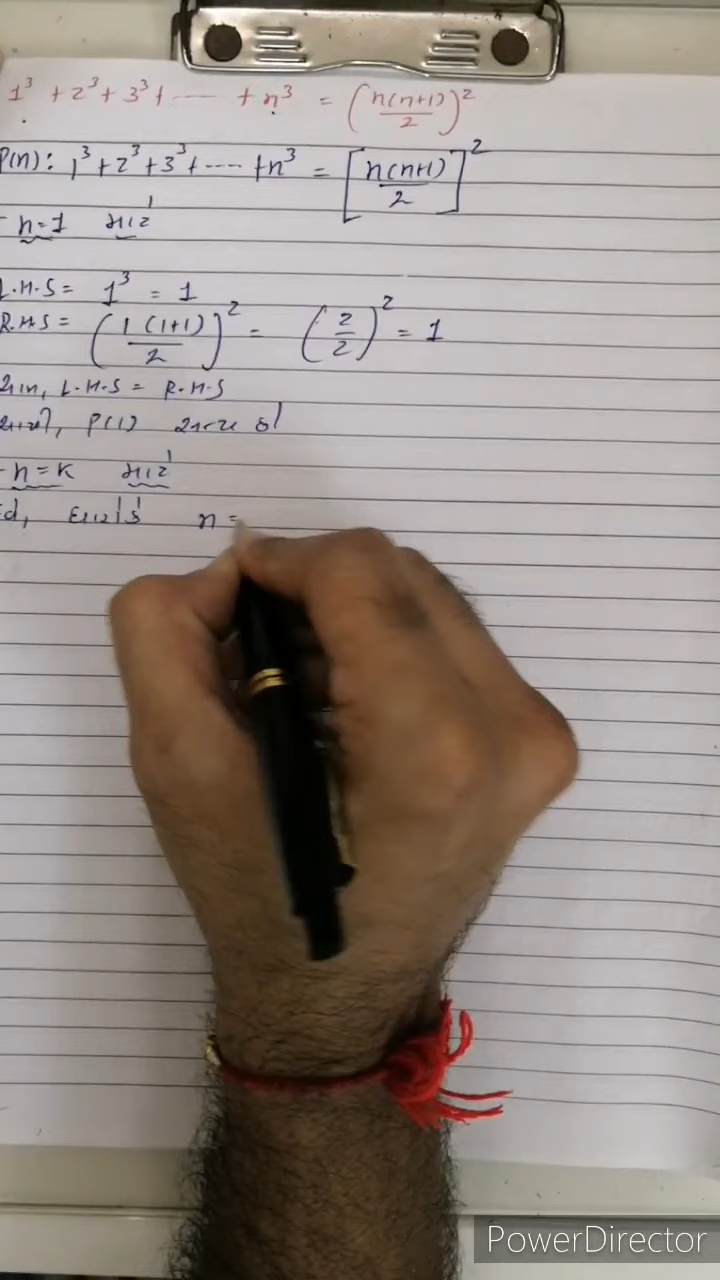 1³ + 2³ + 3³ + ---- + n³ = (n(n+1)/2)²
P(n): 1³ + 2³ + 3³ + ---- + n³ = [n(n+1)/2]²
n=1 માટે
L.H.S = 1³ = 1
R.H.S = (1(1+1)/2)² = (2/2)² = 1
L.H.S = R.H.S
P(1) સત્ય છે
n=k માટે
n =
PowerDirector